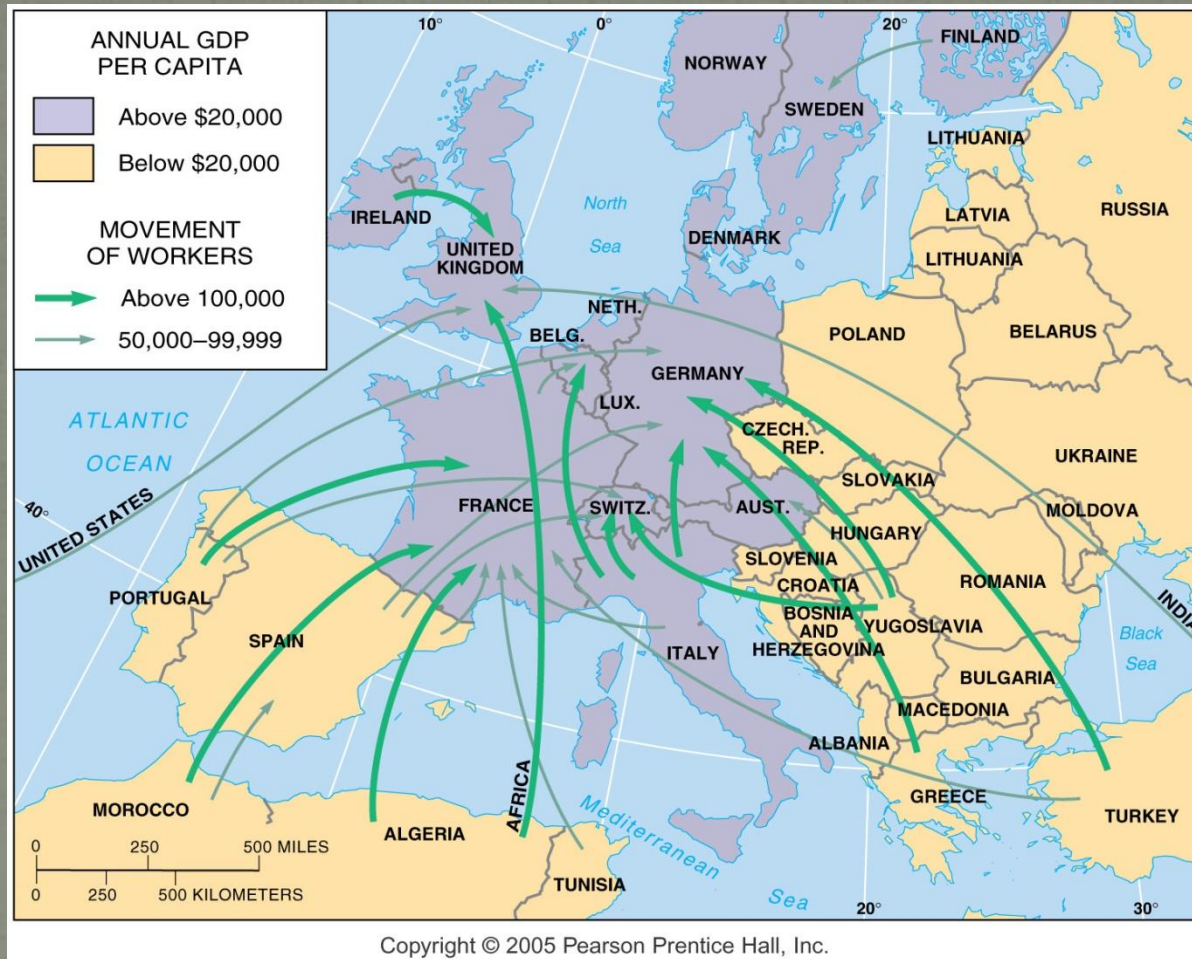 ANNUAL GDP
PER CAPITA
Above $20,000
Below $20,000
MOVEMENT
OF WORKERS
Above 100,000
50,000–99,999
10°
0°
20°
FINLAND
NORWAY
SWEDEN
LITHUANIA
RUSSIA
LATVIA
IRELAND
North
Sea
DENMARK
UNITED
KINGDOM
LITHUANIA
NETH.
BELG.
POLAND
BELARUS
GERMANY
LUX.
ATLANTIC
OCEAN
CZECH.
REP.
UKRAINE
SLOVAKIA
40°
UNITED STATES
FRANCE
SWITZ.
AUST.
MOLDOVA
HUNGARY
SLOVENIA
CROATIA
ROMANIA
INDIA
PORTUGAL
SPAIN
BOSNIA
AND
HERZEGOVINA
YUGOSLAVIA
Black
Sea
ITALY
BULGARIA
MACEDONIA
ALBANIA
GREECE
TURKEY
MOROCCO
ALGERIA
AFRICA
Mediterranean
Sea
TUNISIA
0 250 500 MILES
0 250 500 KILOMETERS
20°
30°
Copyright © 2005 Pearson Prentice Hall, Inc.